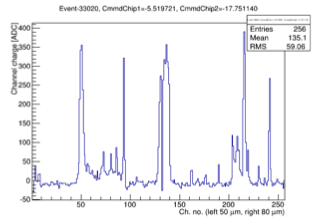 Event-33020, CmmdChip1=-5.519721, CmmdChip2=-17.751140
Entries 256
Mean 135.1
RMS 59.06
Channel charge [ADC]
400
350
300
250
200
150
100
50
0
-50
50 100 150 200 250
Ch. no. (left 50 µm, right 80 µm)